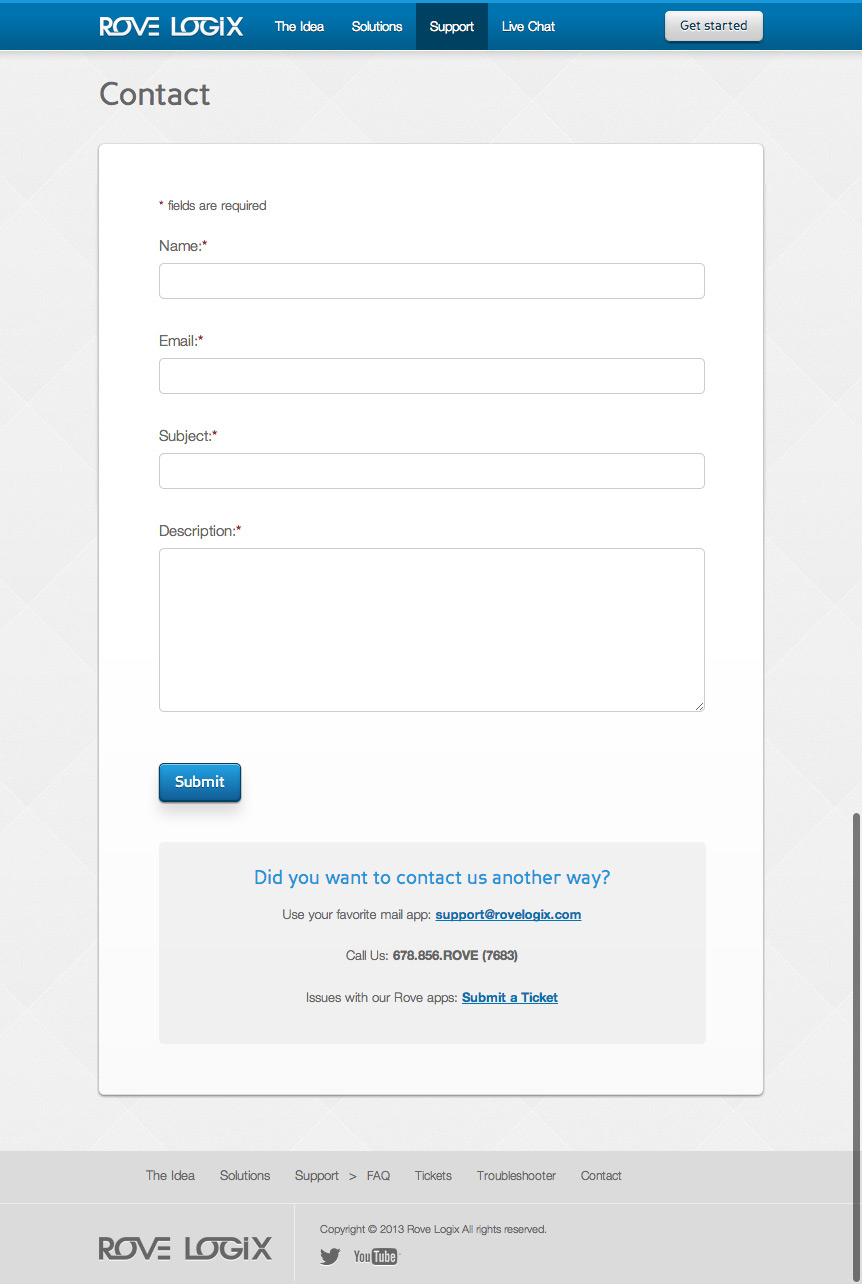 ROVE LOGIX The Idea Solutions Support Live Chat Get started
Contact
* fields are required
Name:*
Email:*
Subject:*
Description:*
Submit
Did you want to contact us another way?
Use your favorite mail app: support@rovelogix.com
Call Us: 678.856.ROVE (7683)
Issues with our Rove apps: Submit a Ticket
The Idea Solutions Support > FAQ Tickets Troubleshooter Contact
ROVE LOGIX
Copyright © 2013 Rove Logix All rights reserved.
YouTube